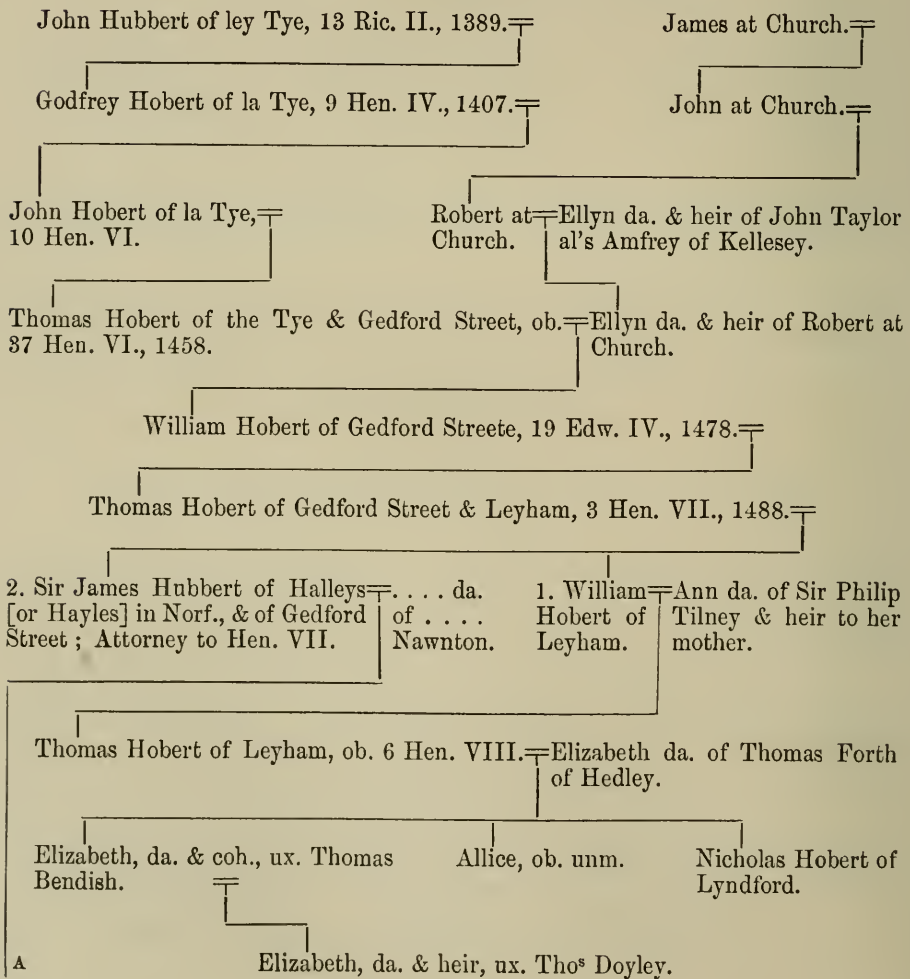 John Hubbert of ley Tye, 13 Ric. II., 1389.
James at Church.
Godfrey Hobert of la Tye, 9 Hen. IV., 1407.
John at Church.
John Hobert of la Tye,
10 Hen. VI.
Robert at
Church.
Ellyn da. & heir of John Taylor
al's Amfrey of Kellesey.
Thomas Hobert of the Tye & Gedford Street, ob.
37 Hen. VI., 1458.
Ellyn da. & heir of Robert at
Church.
William Hobert of Gedford Streete, 19 Edw. IV., 1478.
Thomas Hobert of Gedford Street & Leyham, 3 Hen. VII., 1488.
2. Sir James Hubbert of Halleys
[or Hayles] in Norf., & of Gedford
Street ; Attorney to Hen. VII.
. . . . da.
of . . . .
Nawnton.
1. William
Hobert of
Leyham.
Ann da. of Sir Philip
Tilney & heir to her
mother.
Thomas Hobert of Leyham, ob. 6 Hen. VIII.
Elizabeth da. of Thomas Forth
of Hedley.
Elizabeth, da. & coh., ux. Thomas
Bendish.
Allice, ob. unm.
Nicholas Hobert of
Lyndford.
A
Elizabeth, da. & heir, ux. Thoˢ Doyley.